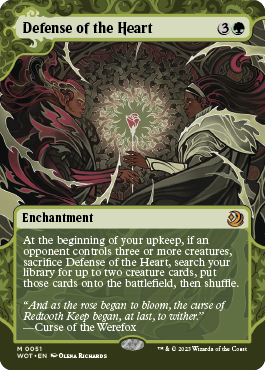 Defense of the Heart 3
Enchantment
At the beginning of your upkeep, if an
opponent controls three or more creatures,
sacrifice Defense of the Heart, search your
library for up to two creature cards, put
those cards onto the battlefield, then shuffle.
“And as the rose began to bloom, the curse of
Redtooth Keep began, at last, to wither.”
—Curse of the Werefox
M 0051
WOT • EN OLENA RICHARDS
™ & © 2023 Wizards of the Coast